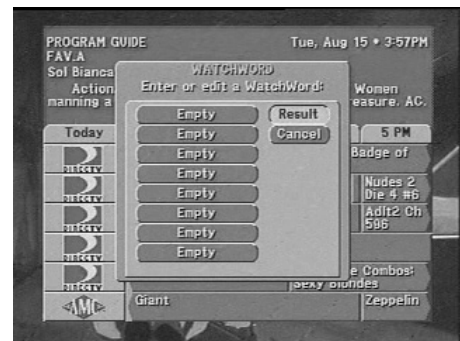 PROGRAM GUIDE Tue, Aug 15 • 3:57PM
FAV.A
Sol Bianca
WATCHWORD
Action Enter or edit a WatchWord: Women
manning a easure. AC.
Today Empty Result 5 PM
Empty Cancel
DIRECTV Empty Badge of
DIRECTV Empty Nudes 2
Die 4 #6
DIRECTV Empty Adlt2 Ch
596
DIRECTV Empty
Empty
DIRECTV Empty e Combos:
Sexy Blondes
AMC Giant Zeppelin